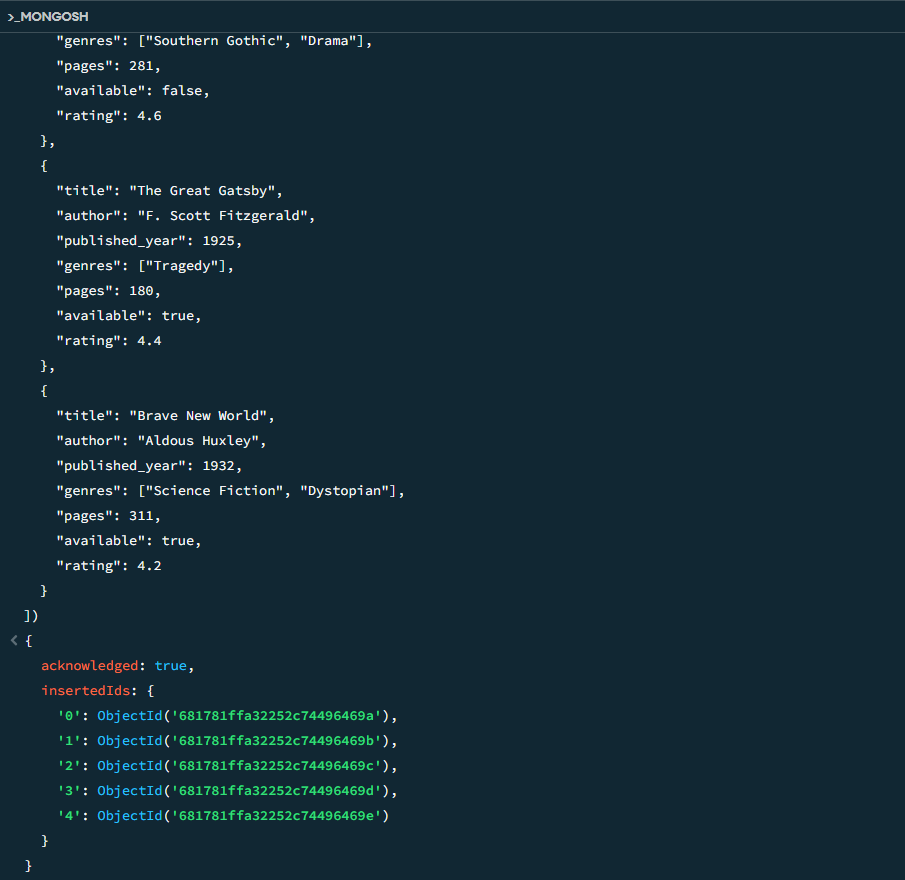 >_MONGOSH
"genres": ["Southern Gothic", "Drama"],
"pages": 281,
"available": false,
"rating": 4.6
},
{
"title": "The Great Gatsby",
"author": "F. Scott Fitzgerald",
"published_year": 1925,
"genres": ["Tragedy"],
"pages": 180,
"available": true,
"rating": 4.4
},
{
"title": "Brave New World",
"author": "Aldous Huxley",
"published_year": 1932,
"genres": ["Science Fiction", "Dystopian"],
"pages": 311,
"available": true,
"rating": 4.2
}
])
< {
acknowledged: true,
insertedIds: {
'0': ObjectId('681781ffa32252c74496469a'),
'1': ObjectId('681781ffa32252c74496469b'),
'2': ObjectId('681781ffa32252c74496469c'),
'3': ObjectId('681781ffa32252c74496469d'),
'4': ObjectId('681781ffa32252c74496469e')
}
}